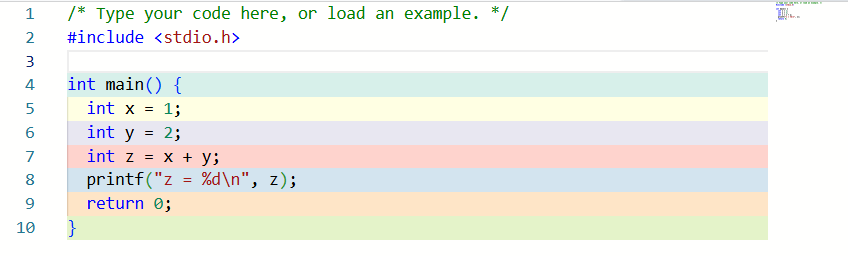 1 /* Type your code here, or load an example. */
2 #include <stdio.h>
3
4 int main() {
5   int x = 1;
6   int y = 2;
7   int z = x + y;
8   printf("z = %d\n", z);
9   return 0;
10 }